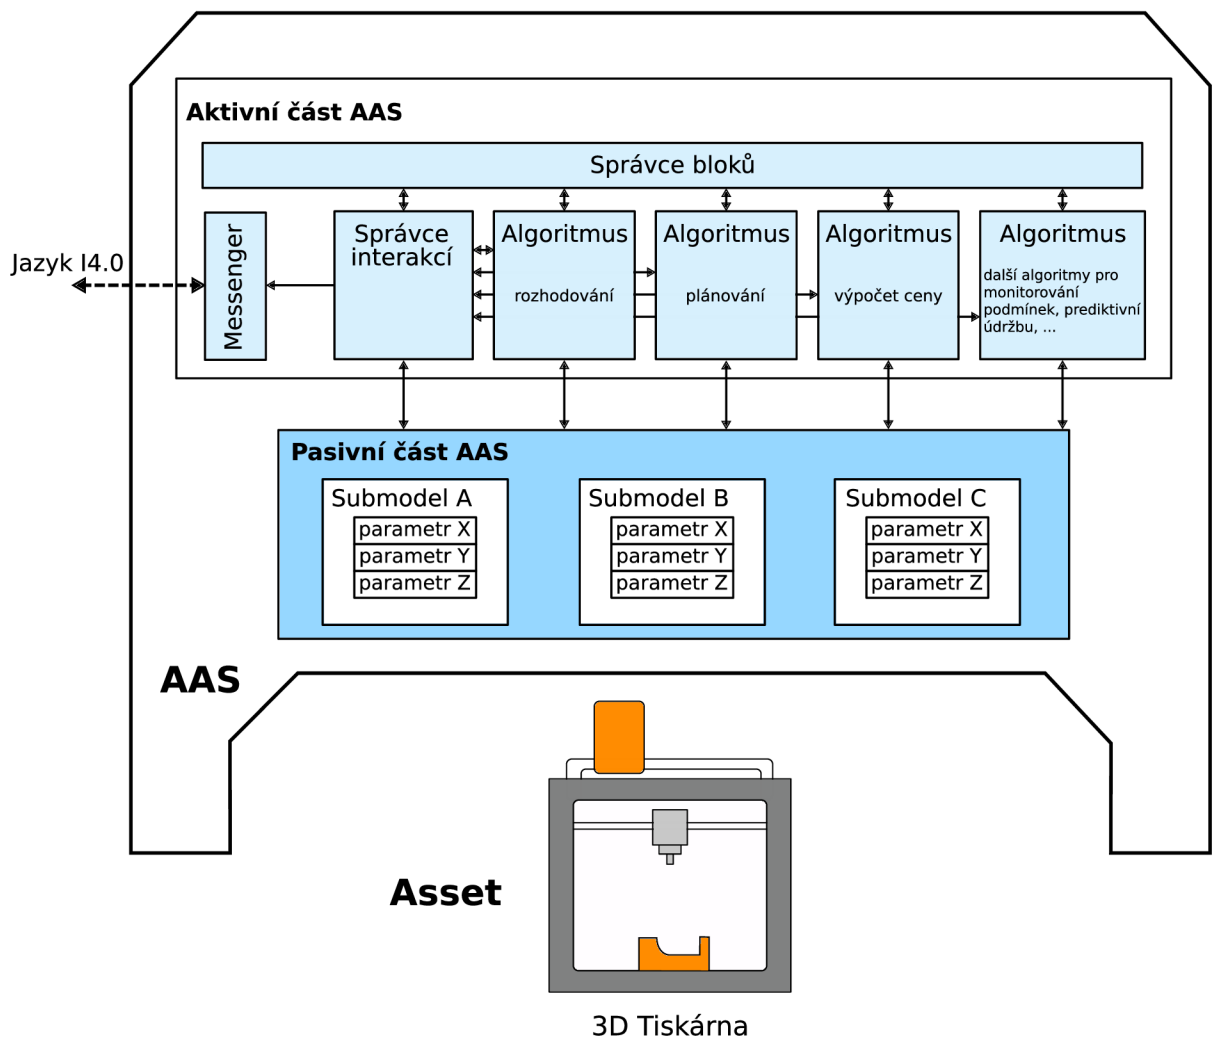 Aktivní část AAS
Správce bloků
Jazyk I4.0
Messenger
Správce
interakcí
Algoritmus
rozhodování
Algoritmus
plánování
Algoritmus
výpočet ceny
Algoritmus
další algoritmy pro
monitorování
podmínek, prediktivní
údržbu, ...
Pasivní část AAS
Submodel A
parametr X
parametr Y
parametr Z
Submodel B
parametr X
parametr Y
parametr Z
Submodel C
parametr X
parametr Y
parametr Z
AAS
Asset
3D Tiskárna